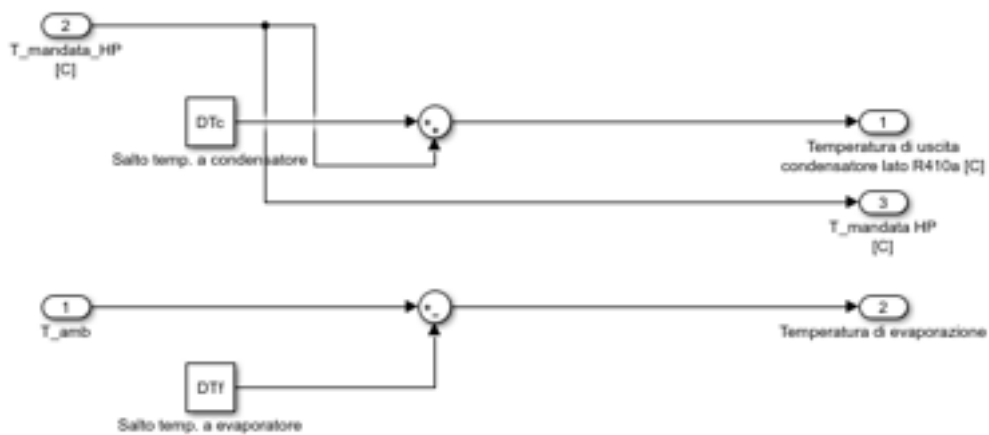 2
T_mandata_HP
[C]
DTc
Salto temp. a condensatore
1
Temperatura di uscita
condensatore lato R410a [C]
3
T_mandata HP
[C]
1
T_amb
2
Temperatura di evaporazione
DTf
Salto temp. a evaporatore